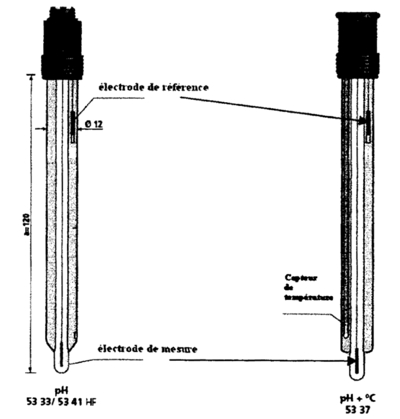 électrode de référence
Ø 12
a=120
Capteur
de
température
électrode de mesure
pH
53 33/ 53 41 HF
pH + °C
53 37